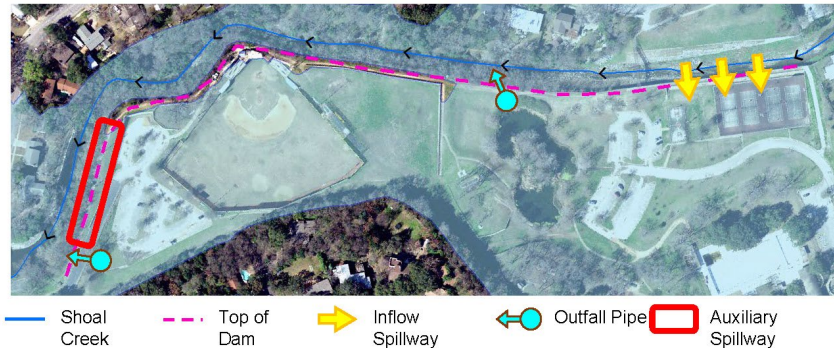 Shoal Creek
Top of Dam
Inflow Spillway
Outfall Pipe
Auxiliary Spillway